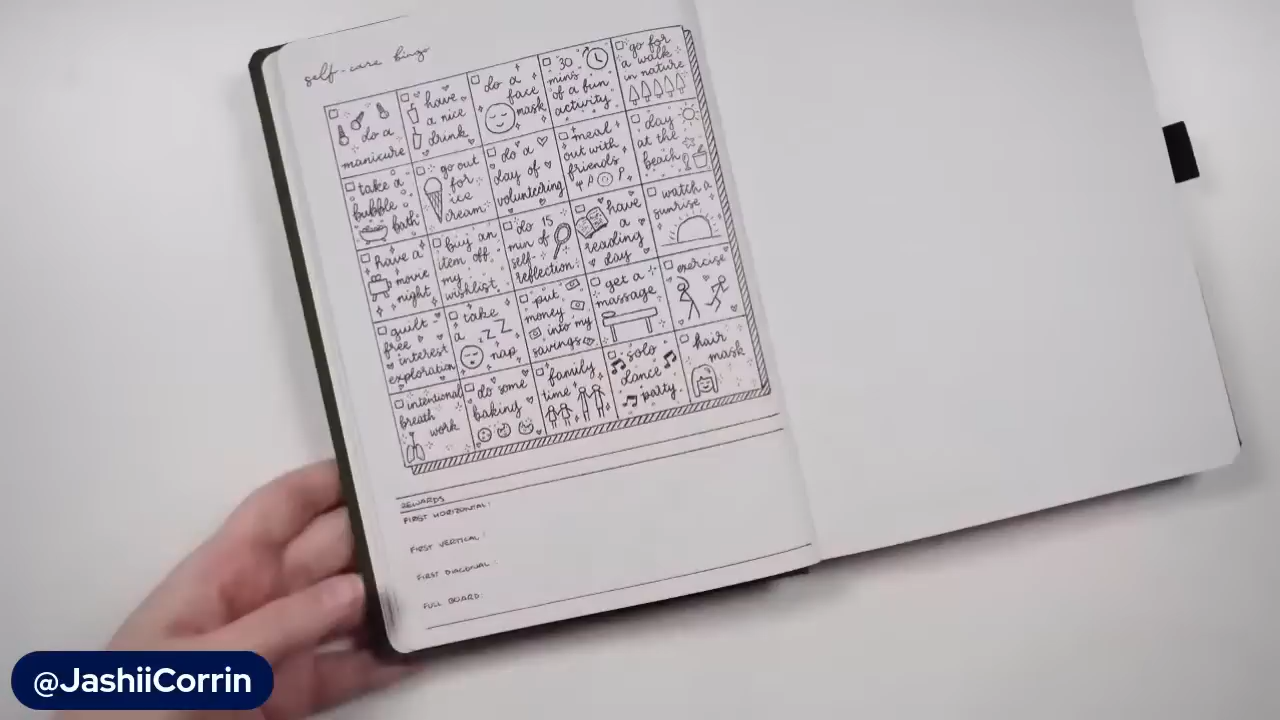 self-care bingo
do a
manicure
have
a nice
drink
do a
face
mask
30
mins
of a fun
activity
go for
a walk
in nature
take a
bubble
bath
go out
for
ice
cream
do a
day of
volunteering
meal
out with
friends
day
at the
beach
have a
movie
night
buy an
item off
my
wishlist
do 15
min of
self
reflection
have
a
reading
day
watch a
sunrise
guilt
free
interest
exploration
take
a
zZZ
nap
put
money
into my
savings
get a
massage
exercise
intentional
breath
work
do some
baking
family
time
solo
dance
party
hair
mask
REWARDS
FIRST HORIZONTAL:
FIRST VERTICAL:
FIRST DIAGONAL:
FULL BOARD:
@JashiiCorrin